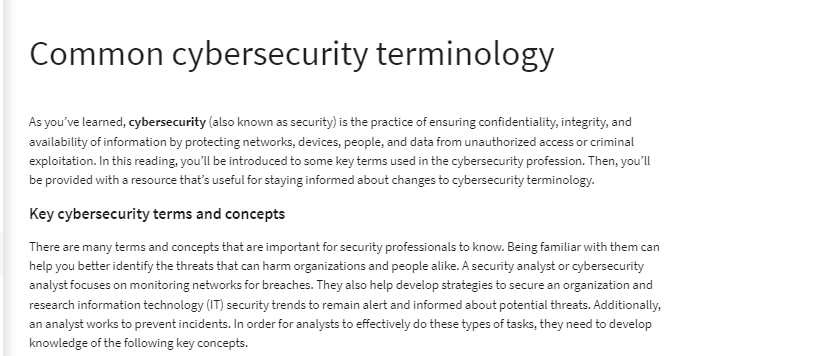 Common cybersecurity terminology
As you’ve learned, cybersecurity (also known as security) is the practice of ensuring confidentiality, integrity, and
availability of information by protecting networks, devices, people, and data from unauthorized access or criminal
exploitation. In this reading, you’ll be introduced to some key terms used in the cybersecurity profession. Then, you’ll
be provided with a resource that’s useful for staying informed about changes to cybersecurity terminology.
Key cybersecurity terms and concepts
There are many terms and concepts that are important for security professionals to know. Being familiar with them can
help you better identify the threats that can harm organizations and people alike. A security analyst or cybersecurity
analyst focuses on monitoring networks for breaches. They also help develop strategies to secure an organization and
research information technology (IT) security trends to remain alert and informed about potential threats. Additionally,
an analyst works to prevent incidents. In order for analysts to effectively do these types of tasks, they need to develop
knowledge of the following key concepts.